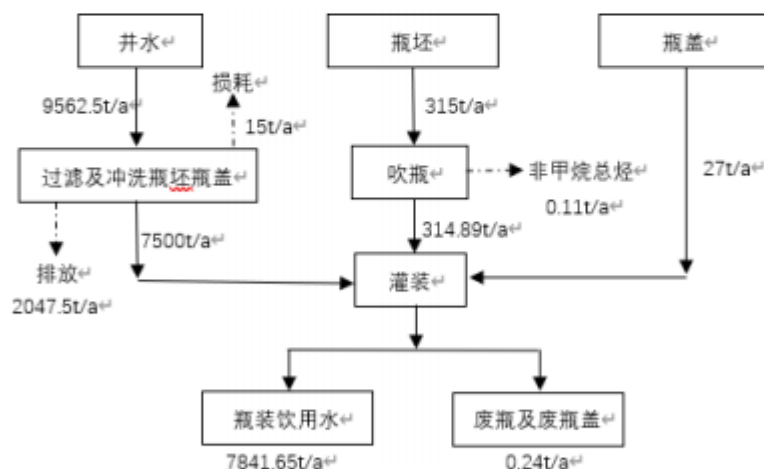 井水
瓶坯
瓶盖
损耗
9562.5t/a
15t/a
315t/a
过滤及冲洗瓶坯瓶盖
吹瓶
非甲烷总烃
27t/a
0.11t/a
7500t/a
314.89t/a
排放
灌装
2047.5t/a
瓶装饮用水
废瓶及废瓶盖
7841.65t/a
0.24t/a